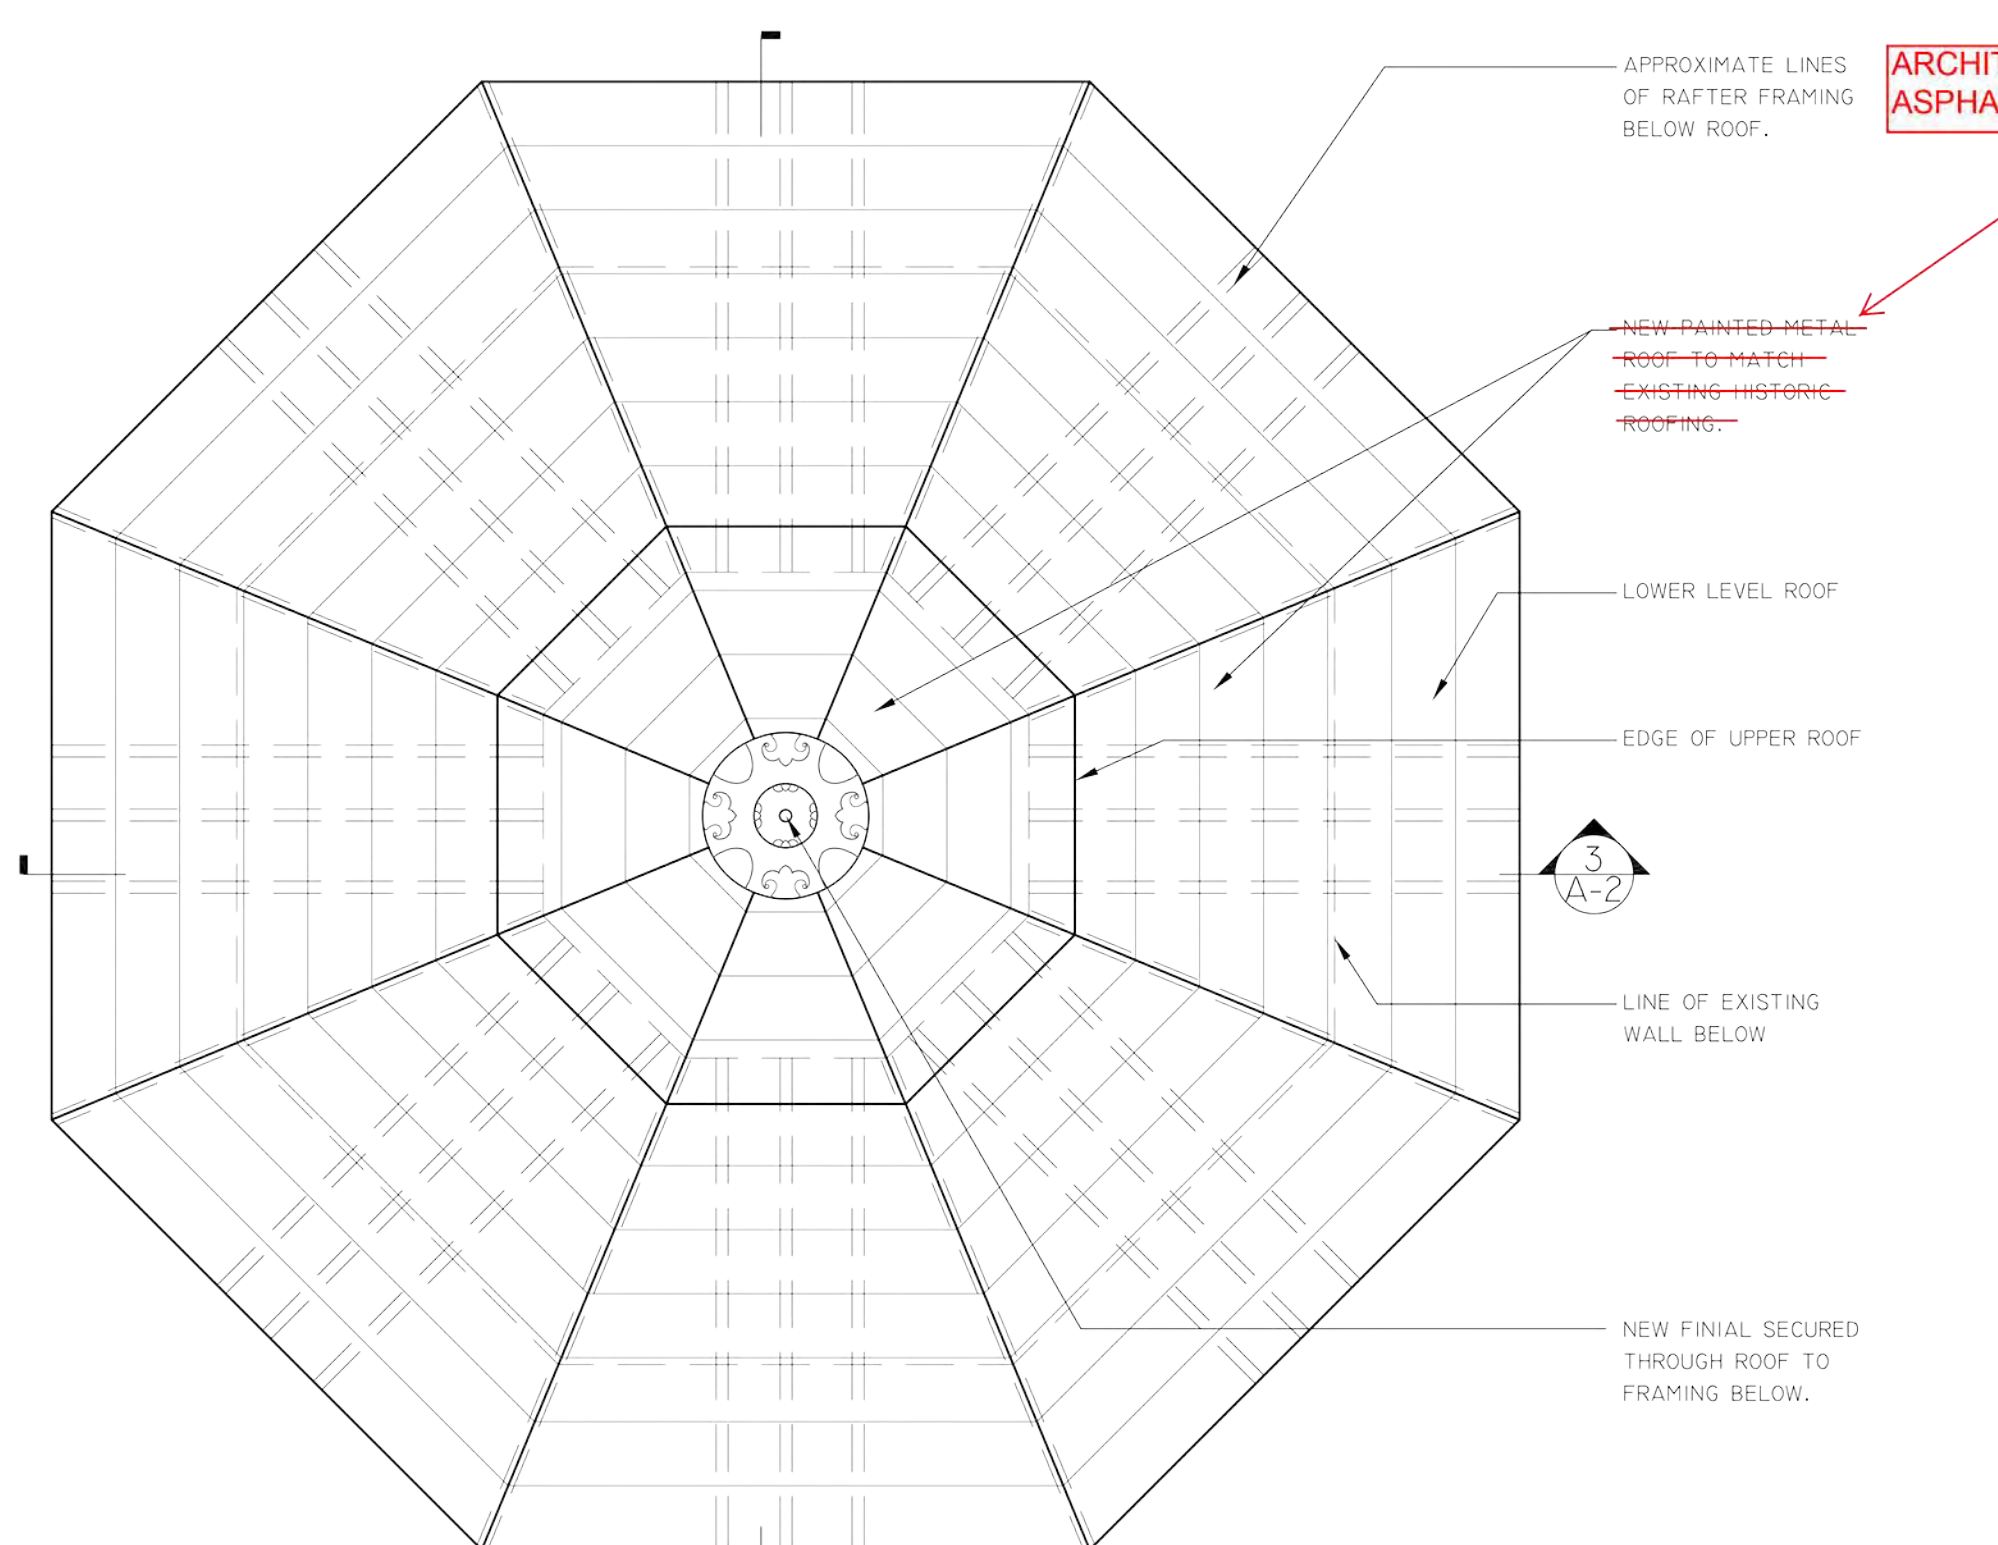 APPROXIMATE LINES
OF RAFTER FRAMING
BELOW ROOF.
ASPHA
NEW PAINTED METAL
ROOF TO MATCH
EXISTING HISTORIC
ROOFING.
LOWER LEVEL ROOF
EDGE OF UPPER ROOF
3
A-2
LINE OF EXISTING
WALL BELOW
NEW FINIAL SECURED
THROUGH ROOF TO
FRAMING BELOW.